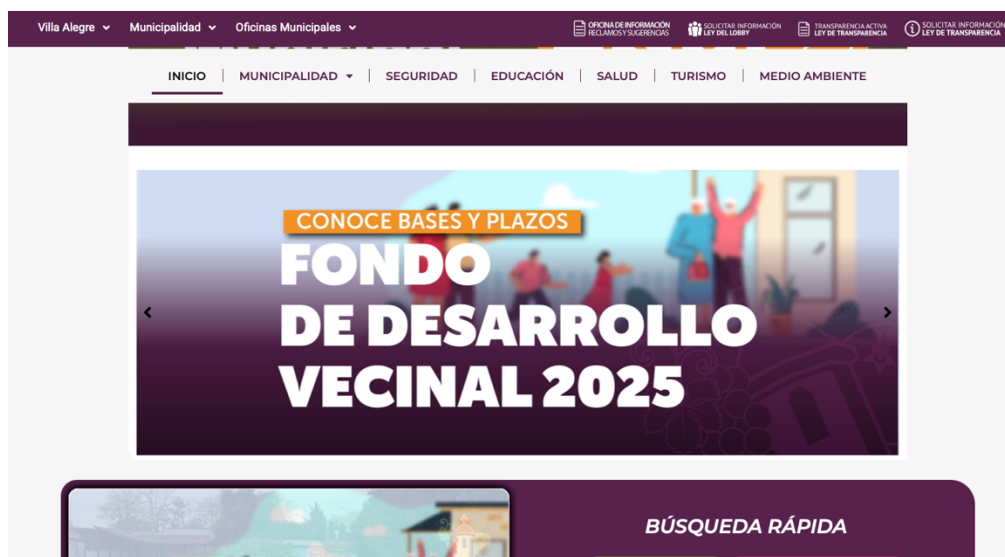 Villa Alegre
Municipalidad
Oficinas Municipales
OFICINA DE INFORMACIÓN
RECLAMOS Y SUGERENCIAS
SOLICITAR INFORMACIÓN
LEY DEL LOBBY
TRANSPARENCIA ACTIVA
LEY DE TRANSPARENCIA
SOLICITAR INFORMACIÓN
LEY DE TRANSPARENCIA
INICIO
MUNICIPALIDAD
SEGURIDAD
EDUCACIÓN
SALUD
TURISMO
MEDIO AMBIENTE
CONOCE BASES Y PLAZOS
FONDO
DE DESARROLLO
VECINAL 2025
BÚSQUEDA RÁPIDA